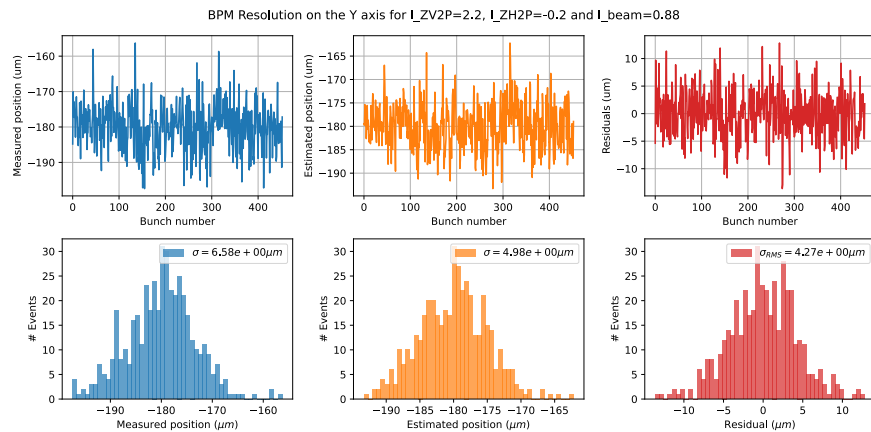 BPM Resolution on the Y axis for I_ZV2P=2.2, I_ZH2P=-0.2 and I_beam=0.88
Measured position (um)
−160
−170
−180
−190
0 100 200 300 400
Bunch number
Estimated position (um)
−165
−170
−175
−180
−185
−190
0 100 200 300 400
Bunch number
Residuals (um)
10
5
0
−5
−10
0 100 200 300 400
Bunch number
# Events
30
25
20
15
10
5
0
σ = 6.58e + 00μm
−190 −180 −170 −160
Measured position (μm)
# Events
30
25
20
15
10
5
0
σ = 4.98e + 00μm
−190 −185 −180 −175 −170 −165
Estimated position (μm)
# Events
30
25
20
15
10
5
0
σRMS = 4.27e + 00μm
−10 −5 0 5 10
Residual (μm)